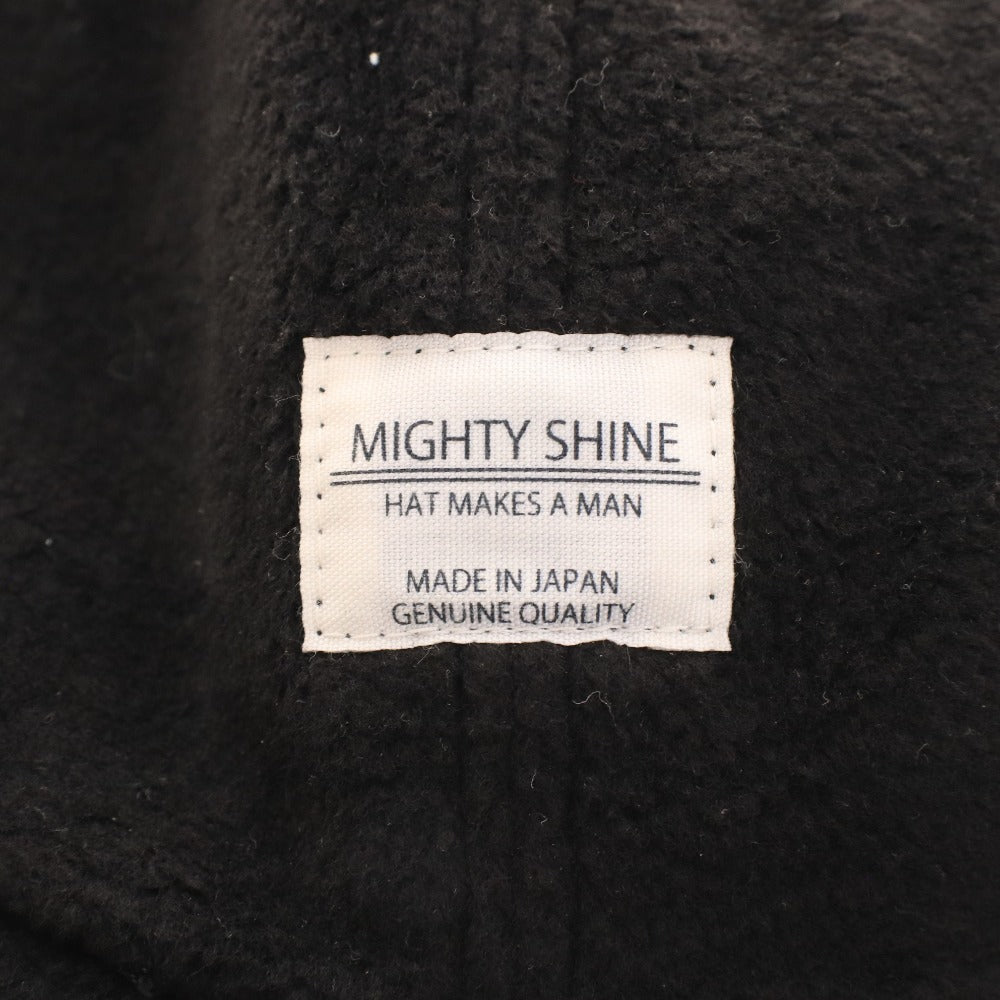 MIGHTY SHINE
HAT MAKES A MAN
MADE IN JAPAN
GENUINE QUALITY